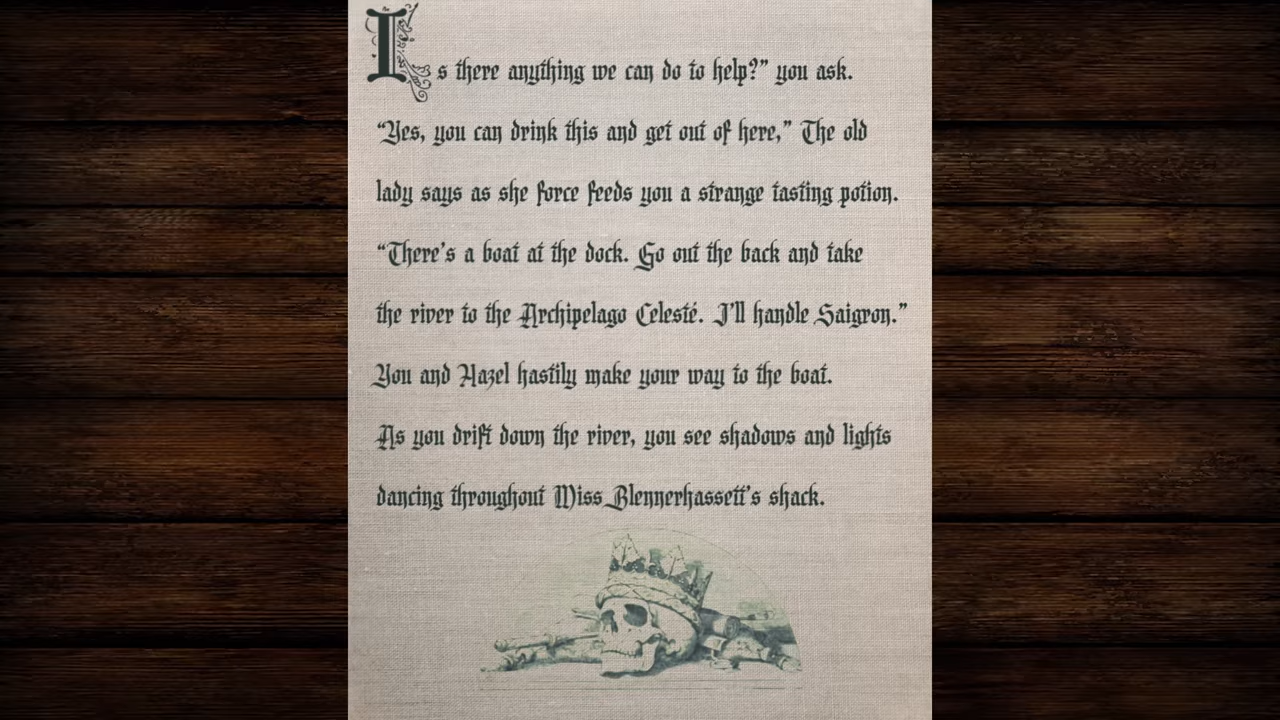 Is there anything we can do to help?” you ask.
“Yes, you can drink this and get out of here,” The old
lady says as she force feeds you a strange tasting potion.
“There’s a boat at the dock. Go out the back and take
the river to the Archipelago Celesté. I’ll handle Saigron.”
You and Hazel hastily make your way to the boat.
As you drift down the river, you see shadows and lights
dancing throughout Miss Blennerhassett’s shack.